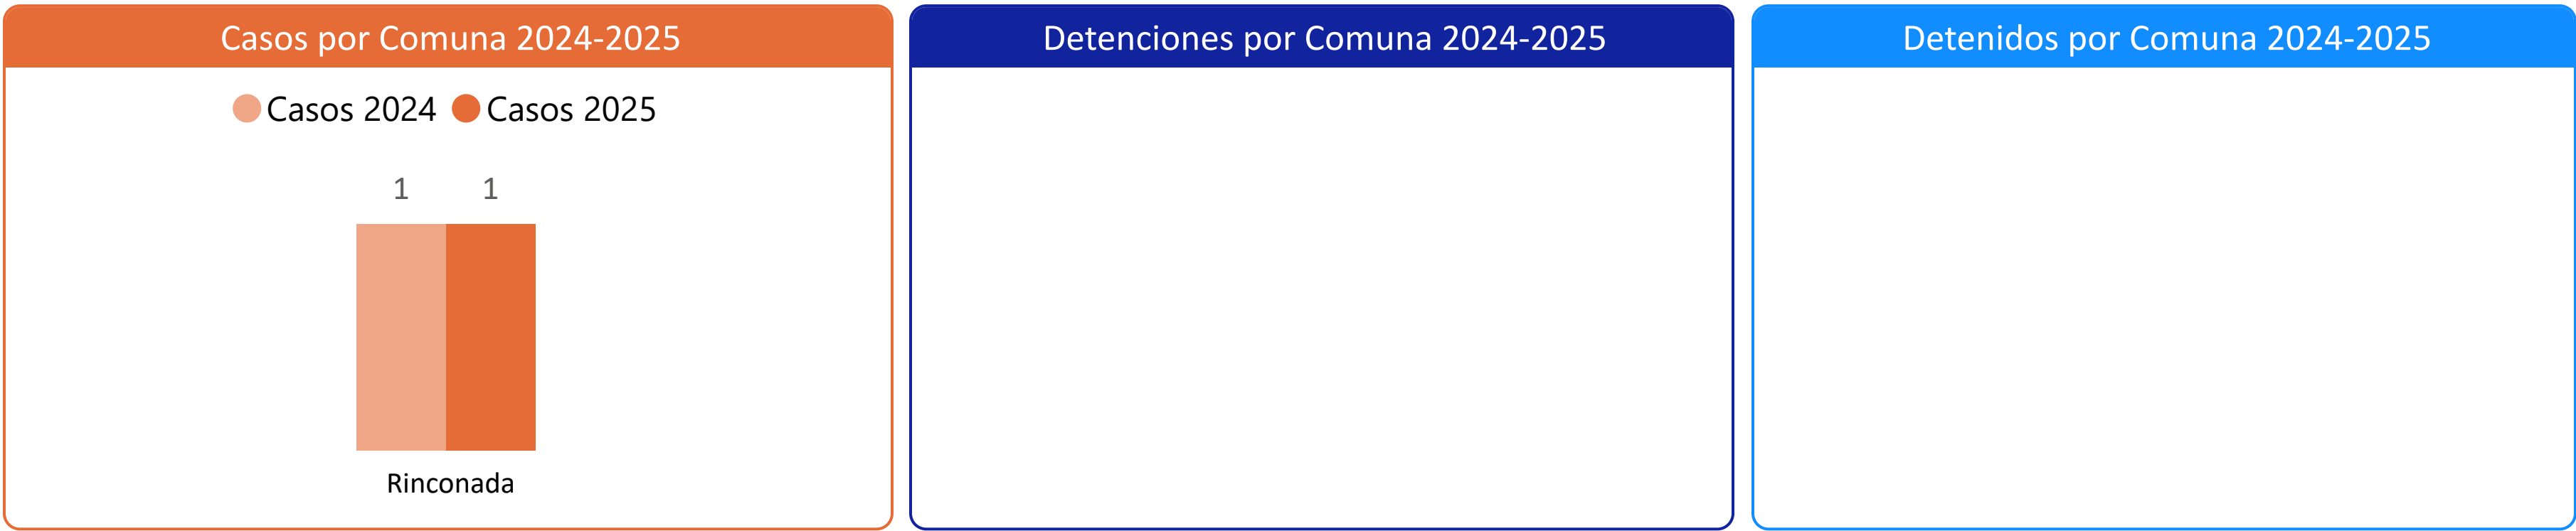 Casos por Comuna 2024-2025
Casos 2024 Casos 2025
1 1
Rinconada
Detenciones por Comuna 2024-2025
Detenidos por Comuna 2024-2025